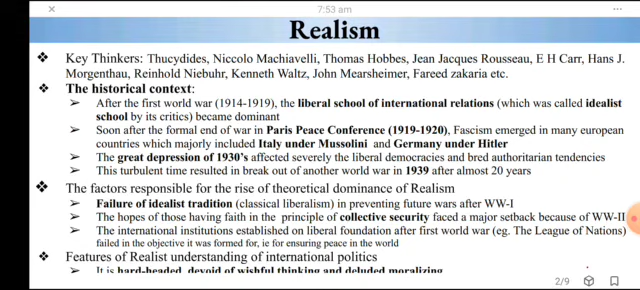 7:53 am
Realism
❖ Key Thinkers: Thucydides, Niccolo Machiavelli, Thomas Hobbes, Jean Jacques Rousseau, E H Carr, Hans J.
Morgenthau, Reinhold Niebuhr, Kenneth Waltz, John Mearsheimer, Fareed zakaria etc.
❖ The historical context:
➢ After the first world war (1914-1919), the liberal school of international relations (which was called idealist
school by its critics) became dominant
➢ Soon after the formal end of war in Paris Peace Conference (1919-1920), Fascism emerged in many european
countries which majorly included Italy under Mussolini and Germany under Hitler
➢ The great depression of 1930's affected severely the liberal democracies and bred authoritarian tendencies
➢ This turbulent time resulted in break out of another world war in 1939 after almost 20 years
❖ The factors responsible for the rise of theoretical dominance of Realism
➢ Failure of idealist tradition (classical liberalism) in preventing future wars after WW-I
➢ The hopes of those having faith in the principle of collective security faced a major setback because of WW-II
➢ The international institutions established on liberal foundation after first world war (eg. The League of Nations)
failed in the objective it was formed for, ie for ensuring peace in the world
❖ Features of Realist understanding of international politics
➢ It is hard-headed, devoid of wishful thinking and deluded moralizing
2/9